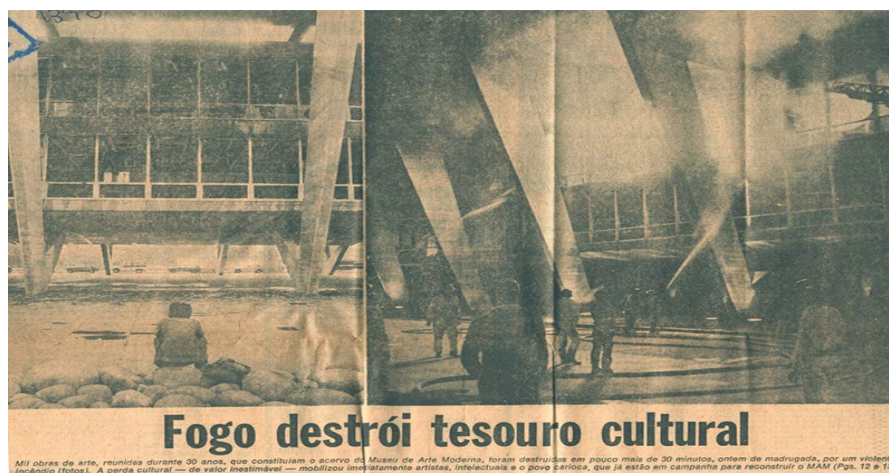 Fogo destrói tesouro cultural
Mil obras de arte, reunidas durante 30 anos, que constituíam o acervo do Museu de Arte Moderna, foram destruídas em pouco mais de 30 minutos, ontem de madrugada, por um violen
incêndio (fotos). A perda cultural — de valor inestimável — mobilizou imediatamente artistas, intelectuais e o povo carioca, que já estão em campanha para reconstruir o MAM (Pgs. 12